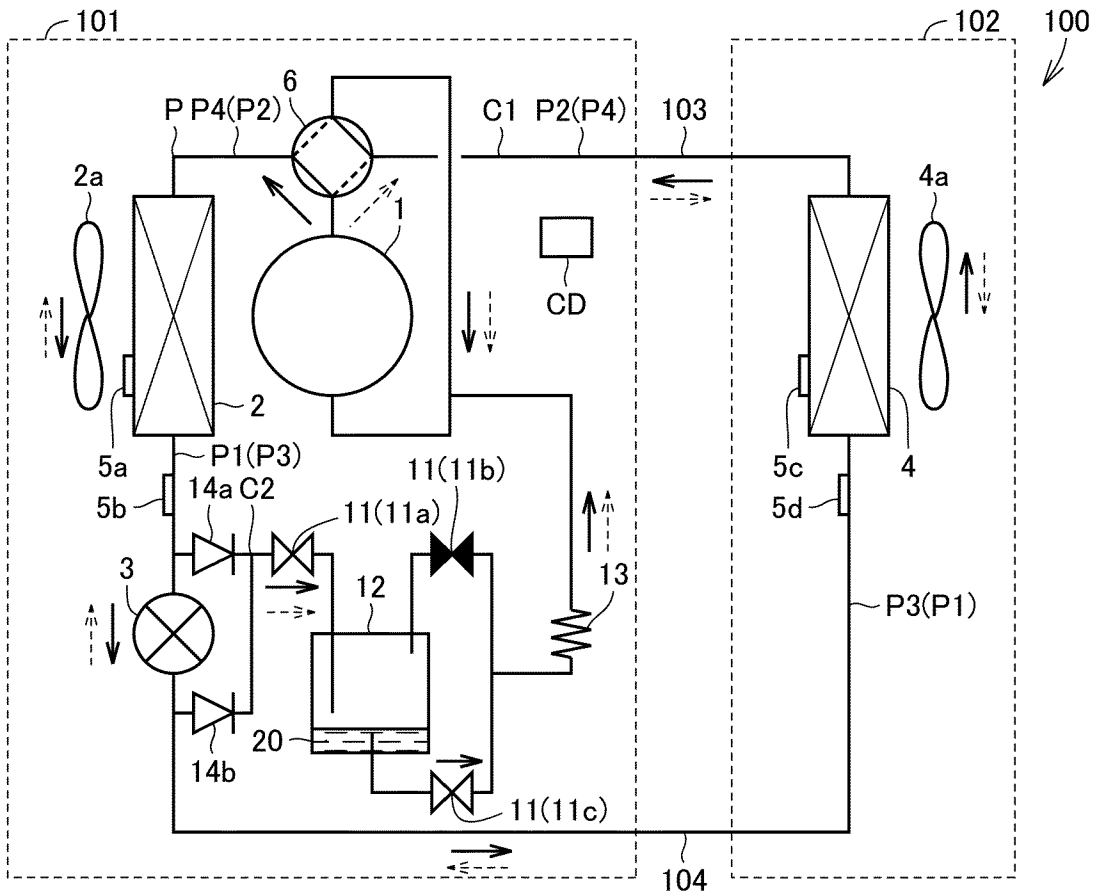 101
102
100
6
P P4(P2)
C1 P2(P4) 103
2a
4a
1
CD
2
4
5a
P1(P3)
5c
5b
14a C2
11(11a)
11(11b)
5d
3
12
13
P3(P1)
20
14b
11(11c)
104